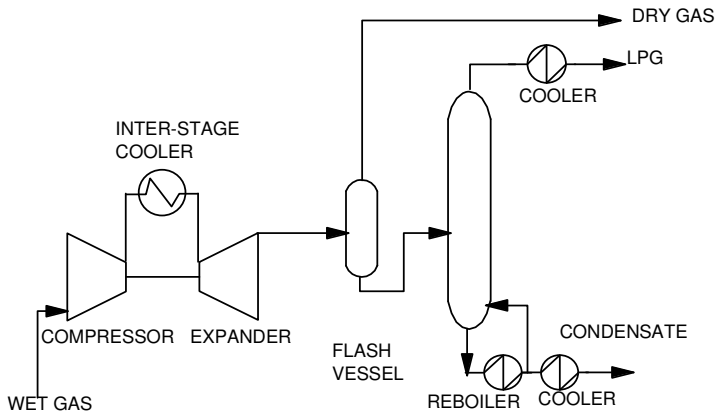 DRY GAS
LPG
COOLER
INTER-STAGE
COOLER
COMPRESSOR
EXPANDER
FLASH
VESSEL
CONDENSATE
REBOILER
COOLER
WET GAS